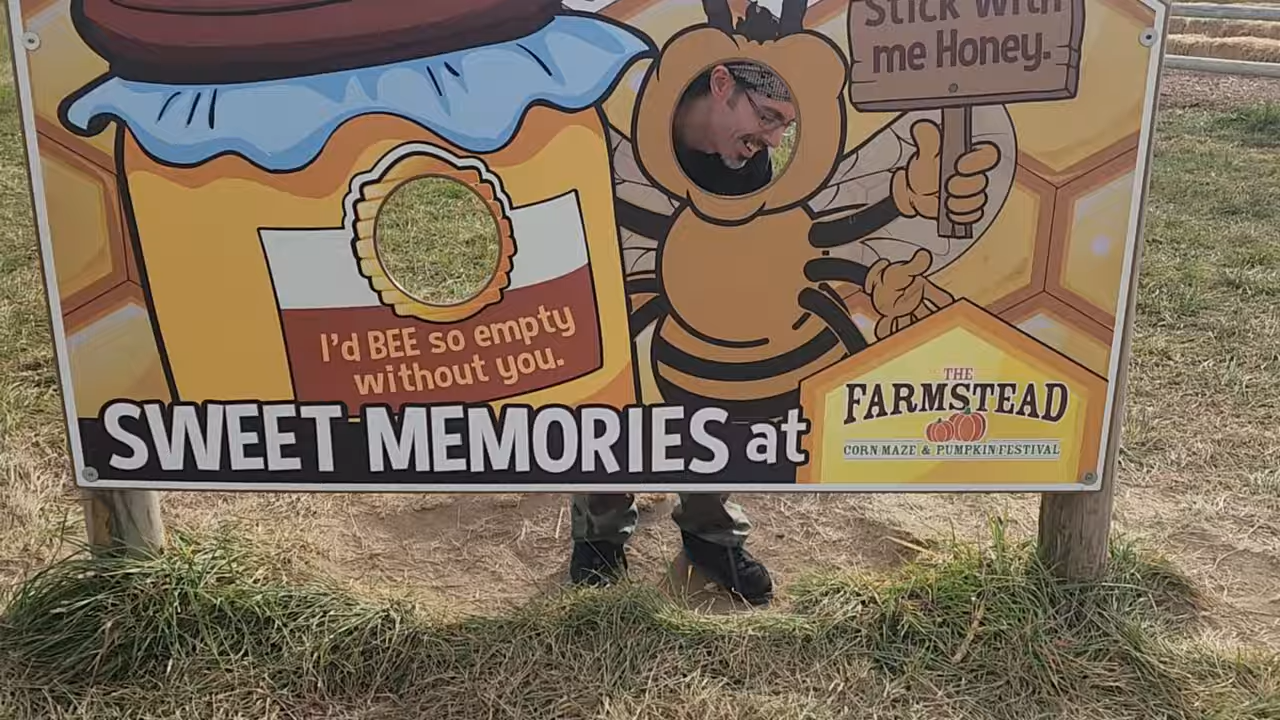 Stick with
me Honey.
I'd BEE so empty
without you.
SWEET MEMORIES at
THE
FARMSTEAD
CORN MAZE & PUMPKIN FESTIVAL